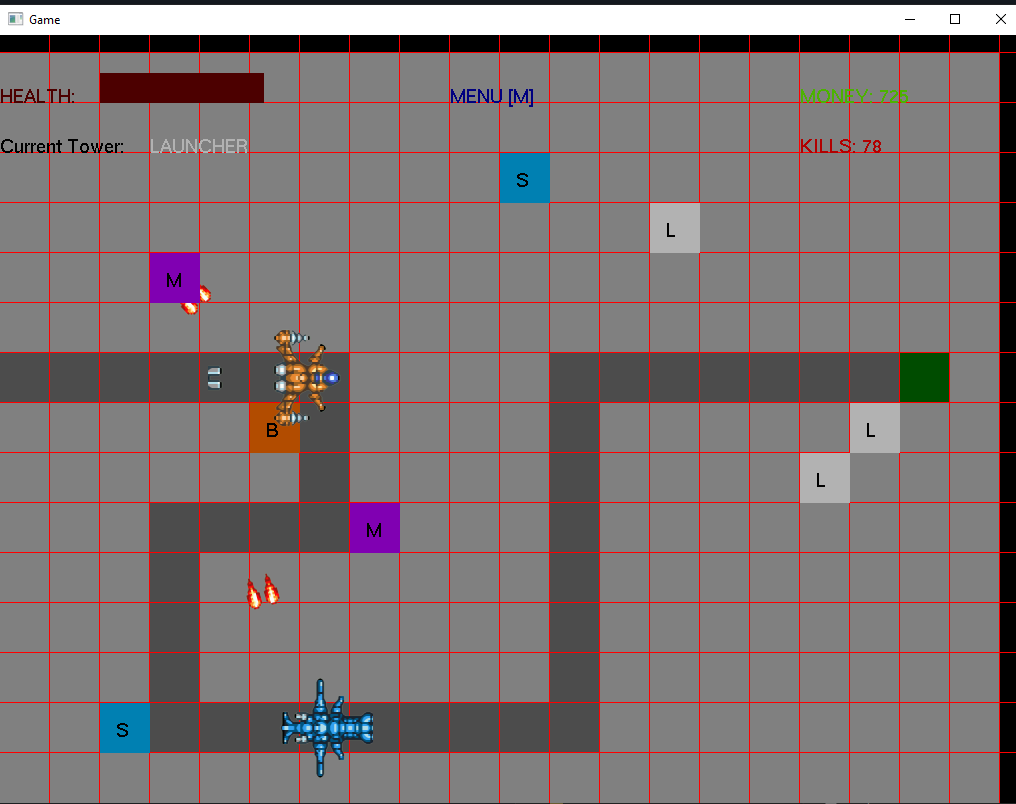 Game
HEALTH:
MENU [M]
MONEY: 725
Current Tower: LAUNCHER
KILLS: 78
S
L
M
B
L
L
M
S